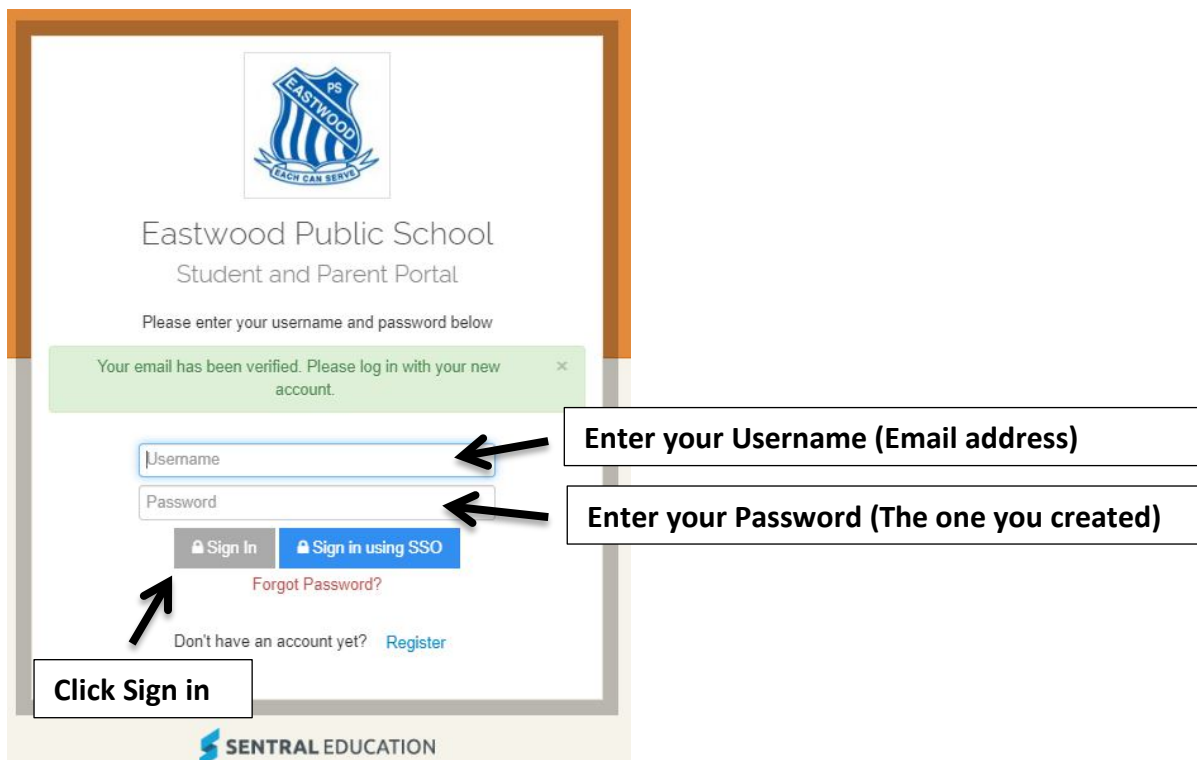 PS
EASTWOOD
EACH CAN SERVE
Eastwood Public School
Student and Parent Portal
Please enter your username and password below
Your email has been verified. Please log in with your new
account.
×
Enter your Username (Email address)
Username
Enter your Password (The one you created)
Password
Sign In
Sign in using SSO
Forgot Password?
Don't have an account yet? Register
Click Sign in
SENTRAL EDUCATION